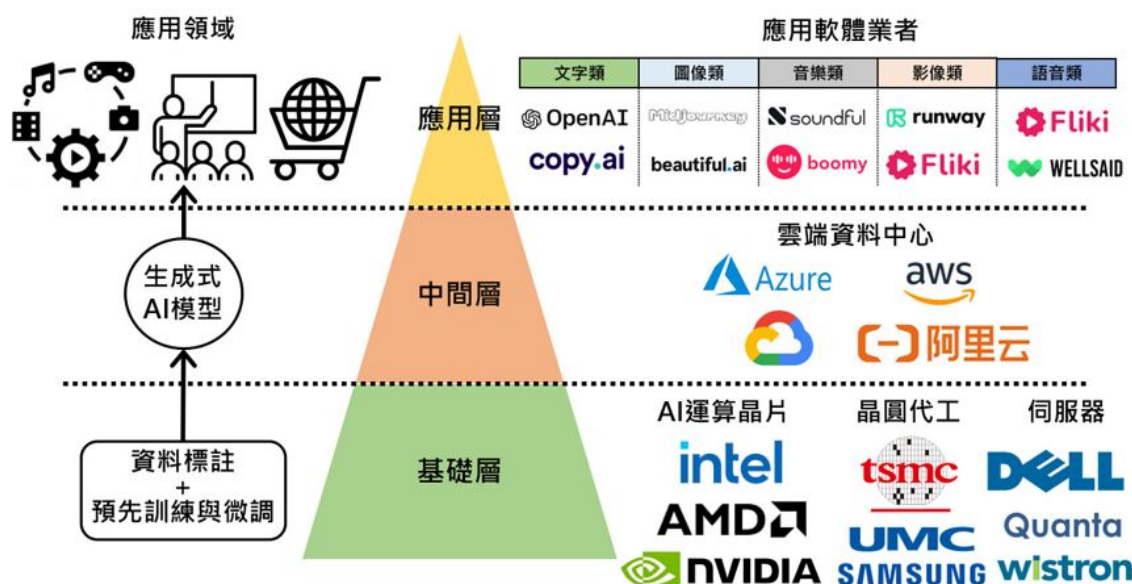 應用領域
應用軟體業者
文字類 圖像類 音樂類 影像類 語音類
應用層
OpenAI Midjourney soundful runway Fliki
copy.ai beautiful.ai boomy Fliki WELLSAID
雲端資料中心
生成式
AI模型
中間層
Azure aws
阿里云
AI運算晶片 晶圓代工 伺服器
資料標註
+
預先訓練與微調
基礎層
intel tsmc DELL
AMD UMC Quanta
NVIDIA SAMSUNG wistron